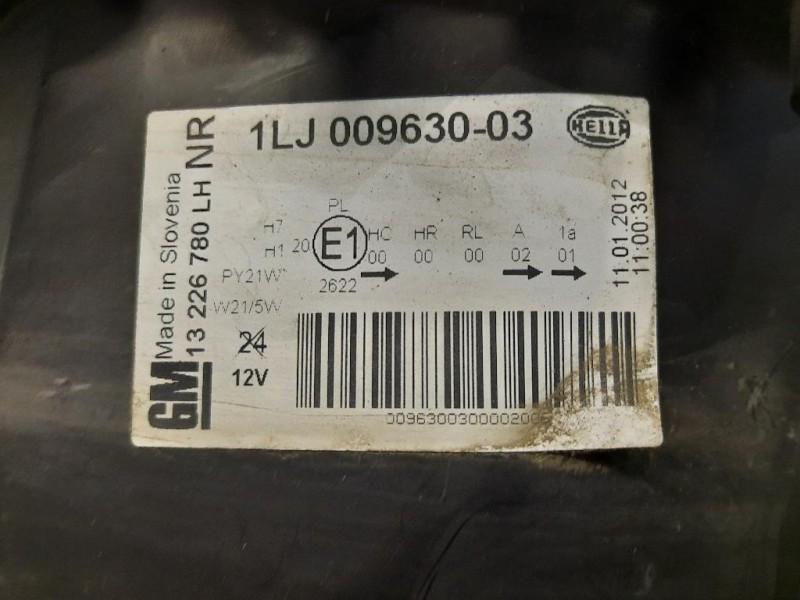 1LJ 009630-03
HELLA
GM
Made in Slovenia
13 226 780 LH NR
PL
H7
H1 20 E1 HC HR RL A 1a
00 00 00 02 01
PY21W
2622
W21/5W
24
12V
11.01.2012
11:00:38